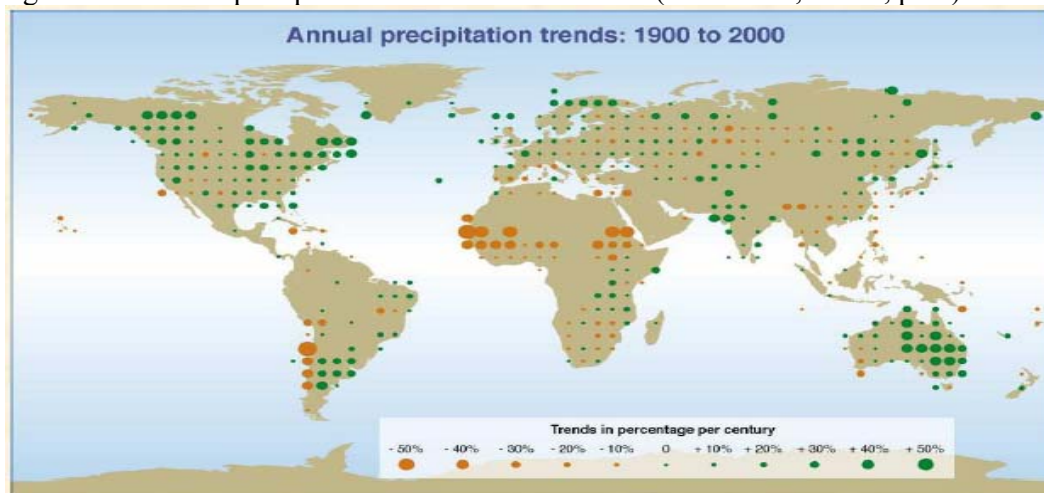 Annual precipitation trends: 1900 to 2000
Trends in percentage per century
- 50% - 40% - 30% - 20% - 10% 0 + 10% + 20% + 30% + 40% + 50%